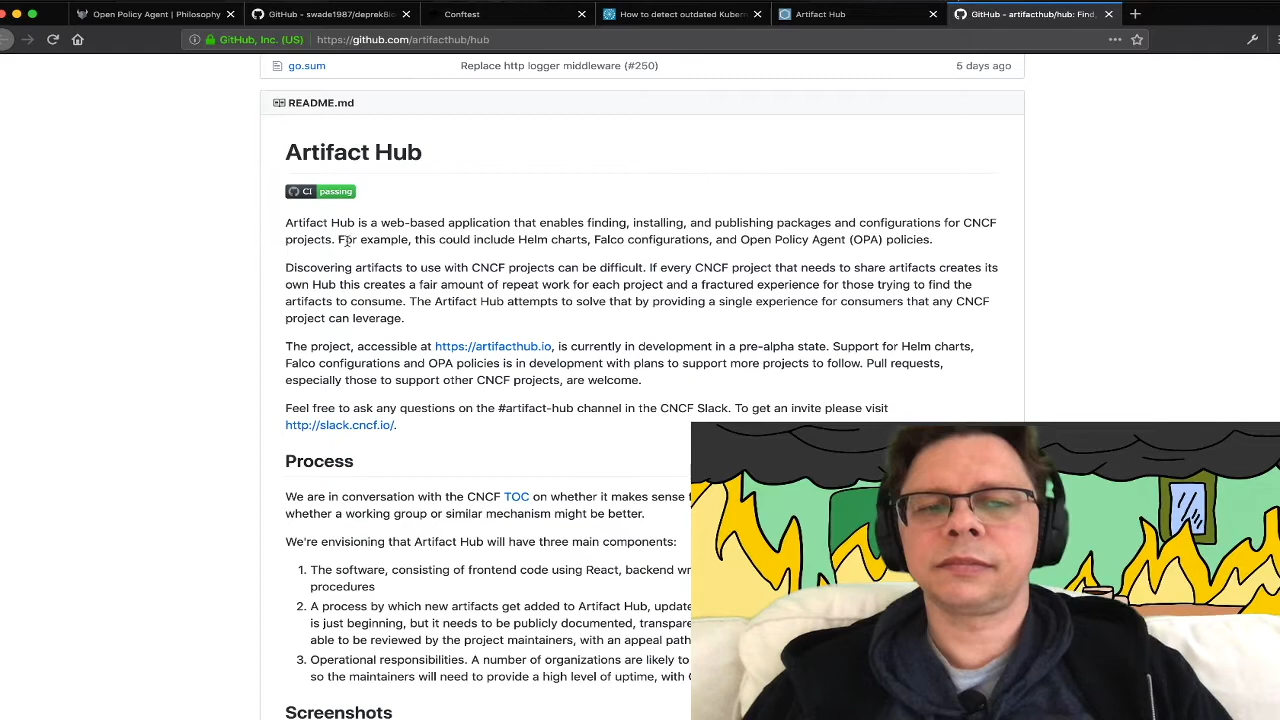 Open Policy Agent | Philosophy
GitHub - swade1987/deprek8io
Conftest
How to detect outdated Kubern
Artifact Hub
GitHub - artifacthub/hub: Find,
GitHub, Inc. (US)
https://github.com/artifacthub/hub
go.sum
Replace http logger middleware (#250)
5 days ago
README.md
Artifact Hub
CI passing
Artifact Hub is a web-based application that enables finding, installing, and publishing packages and configurations for CNCF
projects. For example, this could include Helm charts, Falco configurations, and Open Policy Agent (OPA) policies.
Discovering artifacts to use with CNCF projects can be difficult. If every CNCF project that needs to share artifacts creates its
own Hub this creates a fair amount of repeat work for each project and a fractured experience for those trying to find the
artifacts to consume. The Artifact Hub attempts to solve that by providing a single experience for consumers that any CNCF
project can leverage.
The project, accessible at https://artifacthub.io, is currently in development in a pre-alpha state. Support for Helm charts,
Falco configurations and OPA policies is in development with plans to support more projects to follow. Pull requests,
especially those to support other CNCF projects, are welcome.
Feel free to ask any questions on the #artifact-hub channel in the CNCF Slack. To get an invite please visit
http://slack.cncf.io/.
Process
We are in conversation with the CNCF TOC on whether it makes sense
whether a working group or similar mechanism might be better.
We're envisioning that Artifact Hub will have three main components:
1. The software, consisting of frontend code using React, backend
procedures
2. A process by which new artifacts get added to Artifact Hub,
is just beginning, but it needs to be publicly documented,
able to be reviewed by the project maintainers, with an appeal path
3. Operational responsibilities. A number of organizations are likely to
so the maintainers will need to provide a high level of uptime, with
Screenshots